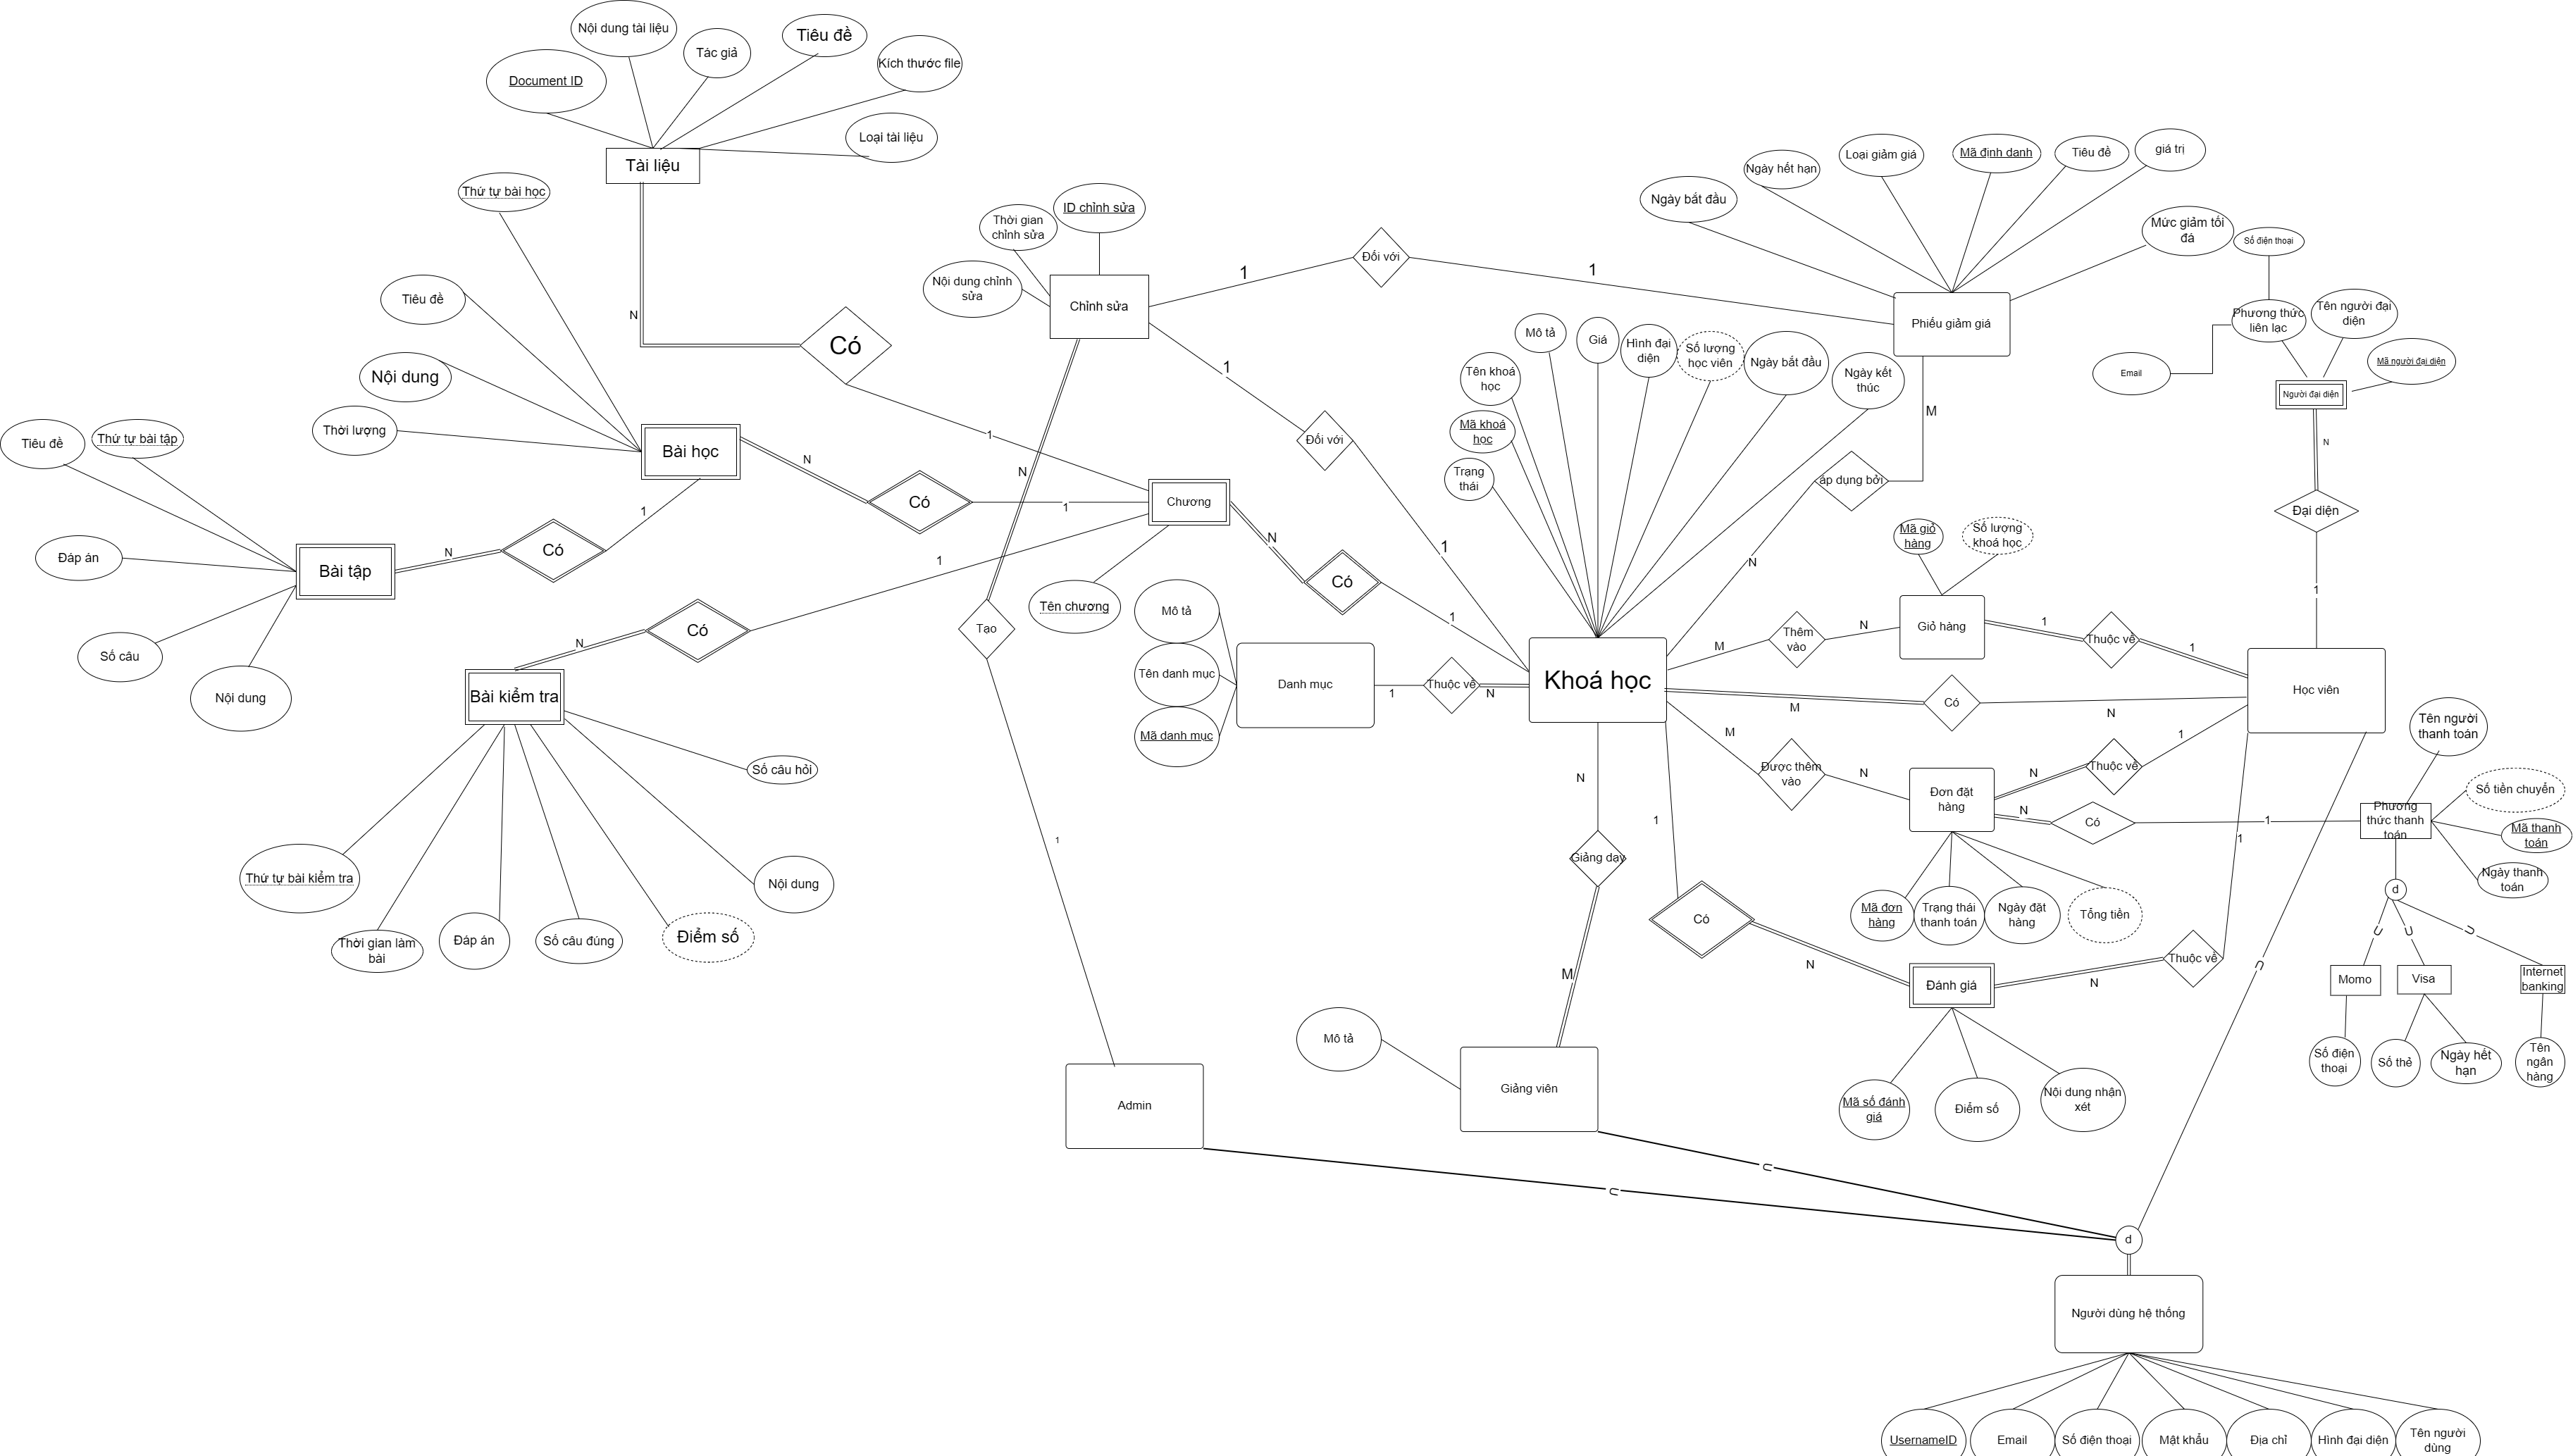 Nội dung tài liệu
Tác giả
Tiêu đề
Kích thước file
Document ID
Loại tài liệu
Tài liệu
Thứ tự bài học
Tiêu đề
Nội dung
Thời lượng
N
Có
1
Thời gian
chỉnh sửa
ID chỉnh sửa
Nội dung chỉnh
sửa
Chỉnh sửa
1
Đối với
1
1
Đối với
1
N
Tạo
1
Ngày bắt đầu
Ngày hết hạn
Loại giảm giá
Mã định danh
Tiêu đề
giá trị
Mức giảm tối
đá
Phiếu giảm giá
M
áp dụng bởi
N
Số điện thoại
Phương thức
liên lạc
Tên người đại
diện
Email
Mã người đại diện
Người đại diện
N
Đại diện
1
Tiêu đề
Thứ tự bài tập
Đáp án
Số câu
Nội dung
Bài tập
N
Có
1
Bài học
N
Có
1
Chương
Tên chương
N
Có
1
1
Có
N
Bài kiểm tra
Số câu hỏi
Nội dung
Thứ tự bài kiểm tra
Thời gian làm
bài
Đáp án
Số câu đúng
Điểm số
Mô tả
Tên danh mục
Mã danh mục
Danh mục
1
Thuộc về
N
Trạng
thái
Mã khoá
học
Tên khoá
học
Mô tả
Giá
Hình đại
diện
Số lượng
học viên
Ngày bắt đầu
Ngày kết
thúc
Khoá học
Mã giỏ
hàng
Số lượng
khoá học
M
Thêm
vào
N
Giỏ hàng
1
Thuộc về
1
Học viên
M
Có
N
M
Được thêm
vào
N
Đơn đặt
hàng
N
Thuộc về
1
N
Có
1
Mã đơn
hàng
Trạng thái
thanh toán
Ngày đặt
hàng
Tổng tiền
Tên người
thanh toán
Số tiền chuyển
Mã thanh
toán
Ngày thanh
toán
Phương
thức thanh
toán
d
Momo
Visa
Internet
banking
Số điện
thoại
Số thẻ
Ngày hết
hạn
Tên
ngân
hàng
N
Giảng dạy
M
Mô tả
Giảng viên
1
Có
N
Đánh giá
N
Thuộc về
1
Mã số đánh
giá
Điểm số
Nội dung nhận
xét
Admin
d
Người dùng hệ thống
UsernameID
Email
Số điện thoại
Mật khẩu
Địa chỉ
Hình đại diện
Tên người
dùng